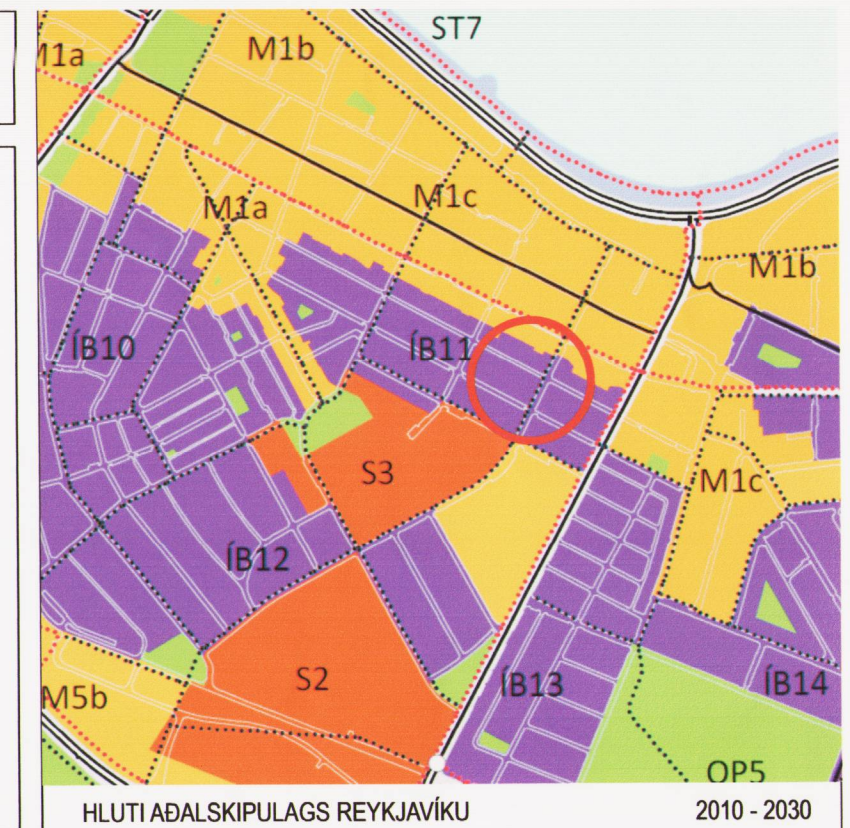 ST7
M1a
M1b
M1a
M1c
M1b
ÍB10
ÍB11
S3
M1c
ÍB12
S2
ÍB13
ÍB14
M5b
OP5
HLUTI AÐALSKIPULAGS REYKJAVÍKU
2010 - 2030